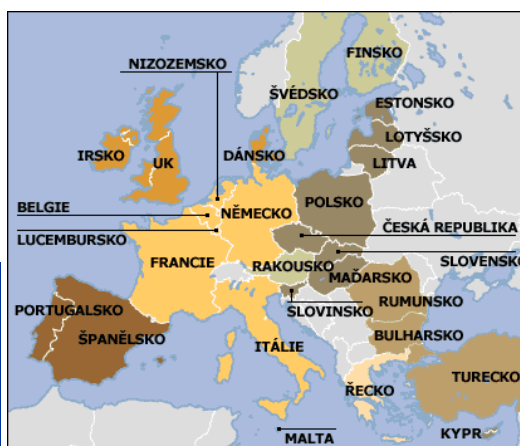 NIZOZEMSKO
FINSKO
ŠVÉDSKO
ESTONSKO
LOTYŠSKO
IRSKO
UK
DÁNSKO
LITVA
POLSKO
BELGIE
NĚMECKO
ČESKÁ REPUBLIKA
LUCEMBURSKO
SLOVENSKO
FRANCIE
RAKOUSKO
MAĎARSKO
PORTUGALSKO
SLOVINSKO
RUMUNSKO
ŠPANĚLSKO
ITÁLIE
BULHARSKO
TURECKO
ŘECKO
MALTA
KYPR